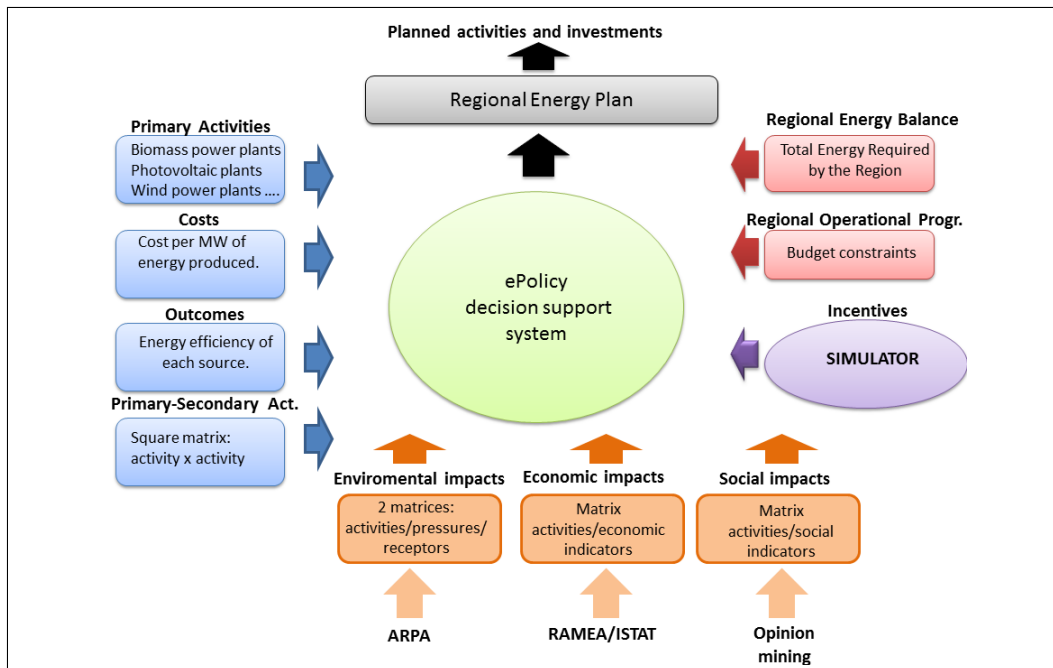 Planned activities and investments
Regional Energy Plan
Primary Activities
Biomass power plants
Photovoltaic plants
Wind power plants ....
Costs
Cost per MW of
energy produced.
Outcomes
Energy efficiency of
each source.
Primary-Secondary Act.
Square matrix:
activity x activity
ePolicy
decision support
system
Regional Energy Balance
Total Energy Required
by the Region
Regional Operational Progr.
Budget constraints
Incentives
SIMULATOR
Enviromental impacts
2 matrices:
activities/pressures/
receptors
ARPA
Economic impacts
Matrix
activities/economic
indicators
RAMEA/ISTAT
Social impacts
Matrix
activities/social
indicators
Opinion
mining